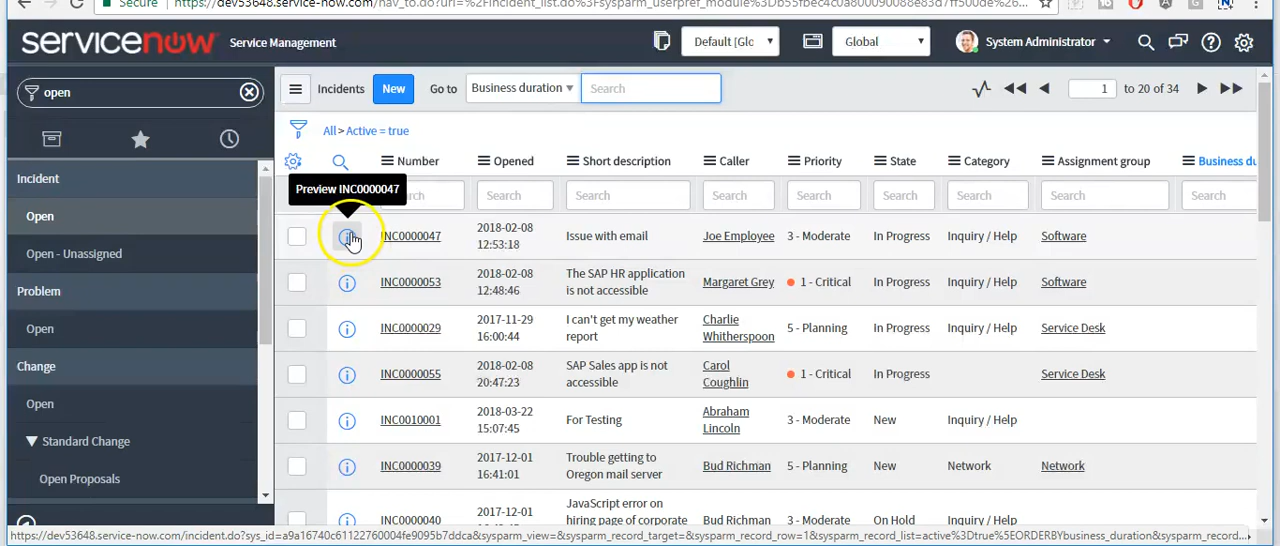 Secure https://dev53648.service-now.com/nav_to.do?uri=%2Fincident_list.do%3Fsysparm_userpref_module%3Db55fbec4c0a800090088e83d7ff500de%26...
servicenow Service Management Default [Glc Global System Administrator
open
Incidents New Go to Business duration Search 1 to 20 of 34
All > Active = true
Number Opened Short description Caller Priority State Category Assignment group Business du
Preview INC0000047
Search Search Search Search Search Search Search Search Search
Incident
Open
Open - Unassigned
Problem
Open
Change
Open
Standard Change
Open Proposals
INC0000047 2018-02-08 12:53:18 Issue with email Joe Employee 3 - Moderate In Progress Inquiry / Help Software
INC0000053 2018-02-08 12:48:46 The SAP HR application is not accessible Margaret Grey 1 - Critical In Progress Inquiry / Help Software
INC0000029 2017-11-29 16:00:44 I can't get my weather report Charlie Whitherspoon 5 - Planning In Progress Inquiry / Help Service Desk
INC0000055 2018-02-08 20:47:23 SAP Sales app is not accessible Carol Coughlin 1 - Critical In Progress Service Desk
INC0010001 2018-03-22 15:07:45 For Testing Abraham Lincoln 3 - Moderate New Inquiry / Help
INC0000039 2017-12-01 16:41:01 Trouble getting to Oregon mail server Bud Richman 5 - Planning New Network Network
INC0000040 2017-12-01 JavaScript error on hiring page of corporate Bud Richman 3 - Moderate On Hold Inquiry / Help
https://dev53648.service-now.com/incident.do?sys_id=a9a16740c61122760004fe9095b7ddca&sysparm_view=&sysparm_record_target=&sysparm_record_row=1&sysparm_record_list=active%3Dtrue%5EORDERBYbusiness_duration&sysparm_record...